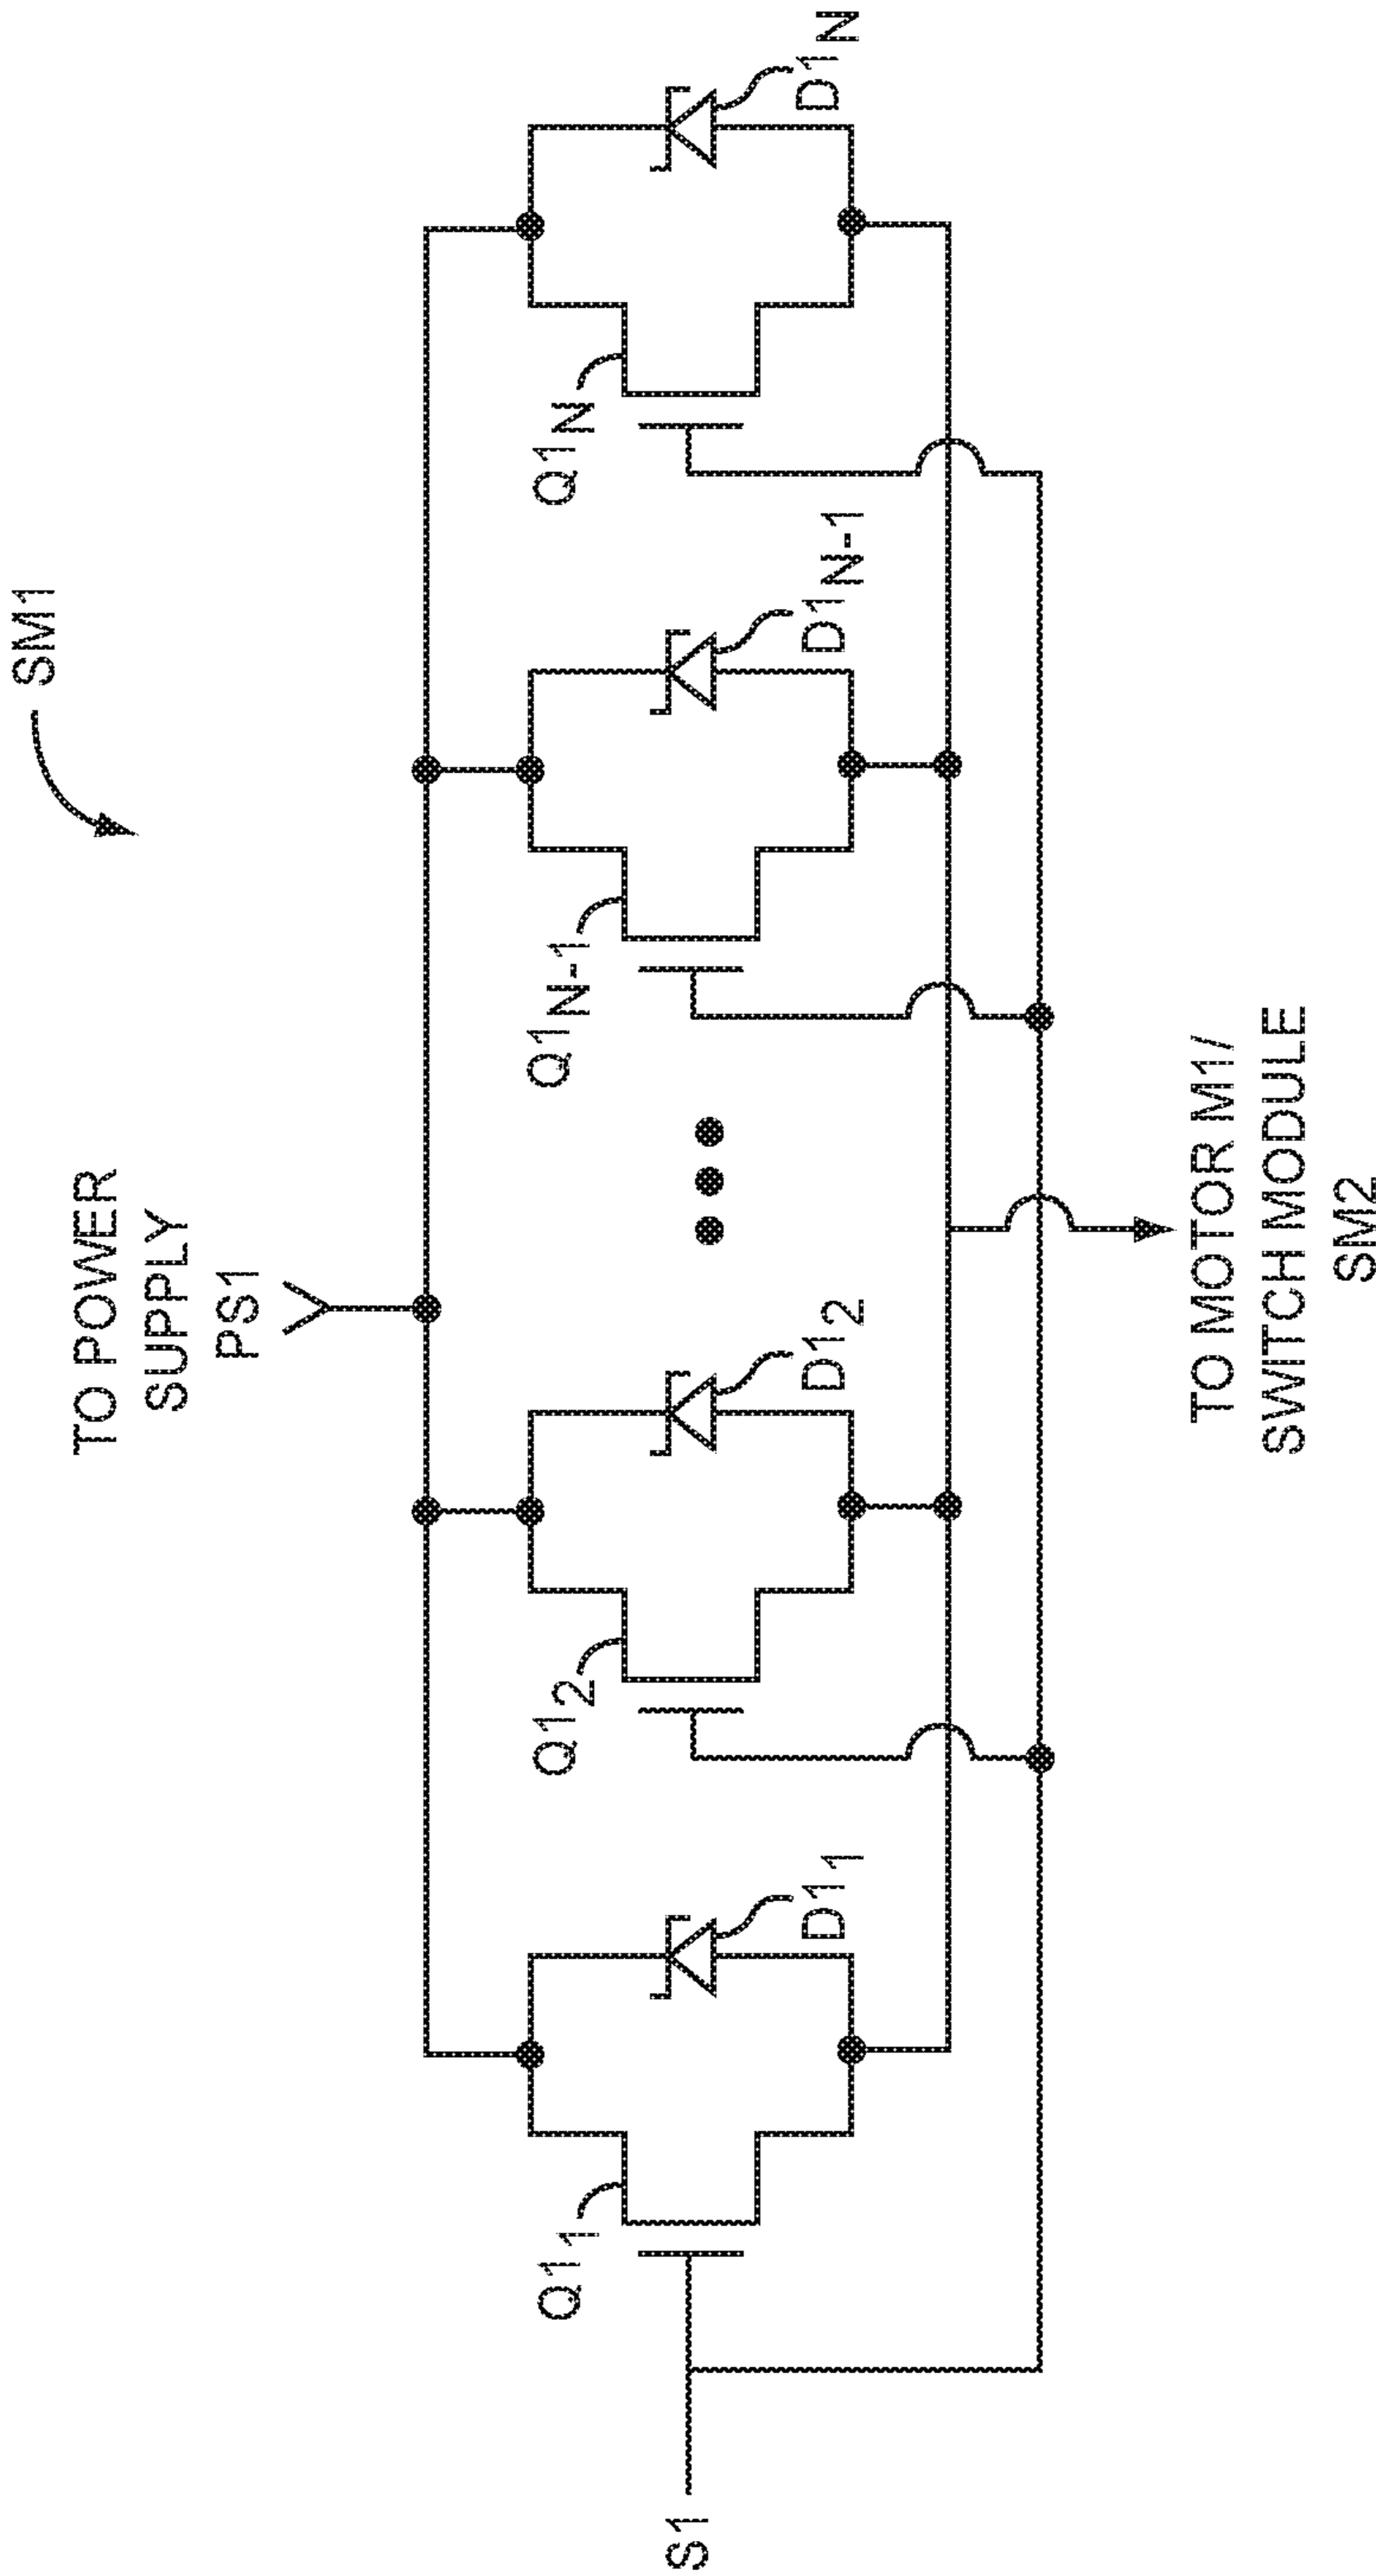 SM1
TO POWER
SUPPLY
PS1
Q1₁
D1₁
Q1₂
D1₂
Q1N-1
D1N-1
Q1N
D1N
S1
TO MOTOR M1/
SWITCH MODULE
SM2